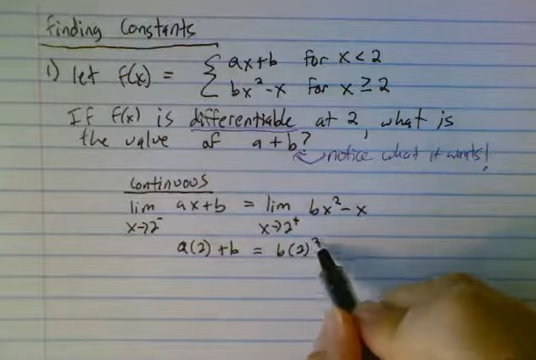 Finding Constants
1) let f(x) = { ax+b for x < 2
bx² - x for x ≥ 2
If f(x) is differentiable at 2, what is
the value of a+b?
notice what it wants!
Continuous
lim ax+b = lim bx² - x
x→2⁻ x→2⁺
a(2) + b = b(2)²